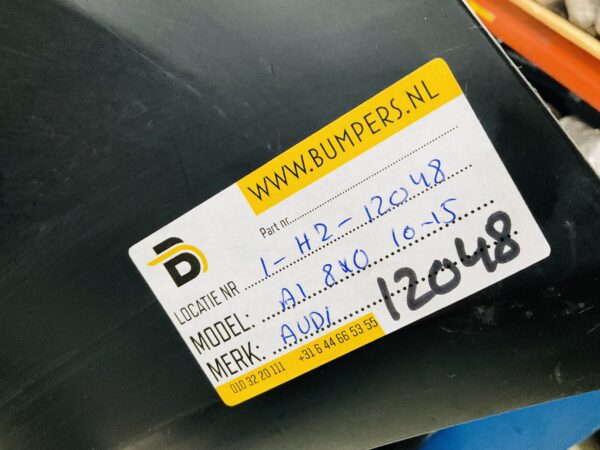 WWW.BUMPERS.NL
Part nr.
LOCATIE NR 1-H2-12048
MODEL: A1 8x0 10-15
MERK: AUDI 12048
010 32 20 111 +31 6 44 66 53 55